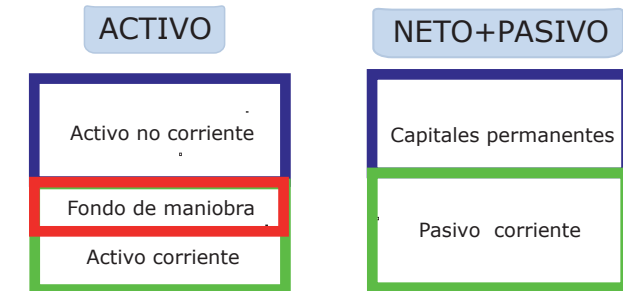 ACTIVO
NETO+PASIVO
Activo no corriente
Fondo de maniobra
Activo corriente
Capitales permanentes
Pasivo corriente